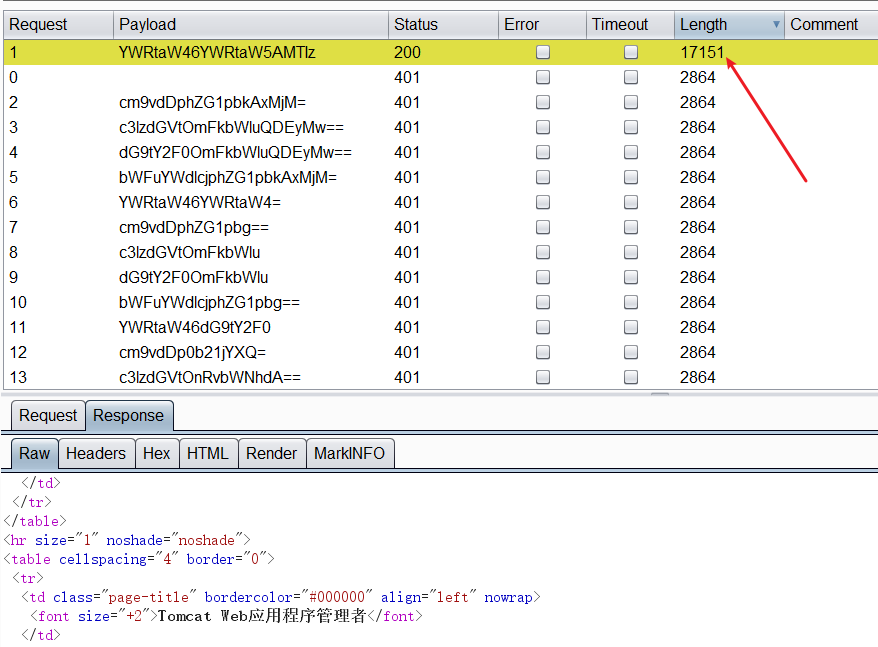 Request Payload Status Error Timeout Length Comment
1 YWRtaW46YWRtaW5AMTIz 200 17151
0 401 2864
2 cm9vdDphZG1pbkAxMjM= 401 2864
3 c3lzdGVtOmFkbWluQDEyMw== 401 2864
4 dG9tY2F0OmFkbWluQDEyMw== 401 2864
5 bWFuYWdlcjphZG1pbkAxMjM= 401 2864
6 YWRtaW46YWRtaW4= 401 2864
7 cm9vdDphZG1pbg== 401 2864
8 c3lzdGVtOmFkbWlu 401 2864
9 dG9tY2F0OmFkbWlu 401 2864
10 bWFuYWdlcjphZG1pbg== 401 2864
11 YWRtaW46dG9tY2F0 401 2864
12 cm9vdDp0b21jYXQ= 401 2864
13 c3lzdGVtOnRvbWNhdA== 401 2864
Request Response
Raw Headers Hex HTML Render MarkINFO
</td>
</tr>
</table>
<hr size="1" noshade="noshade">
<table cellspacing="4" border="0">
<tr>
<td class="page-title" bordercolor="#000000" align="left" nowrap>
<font size="+2">Tomcat Web应用程序管理者</font>
</td>